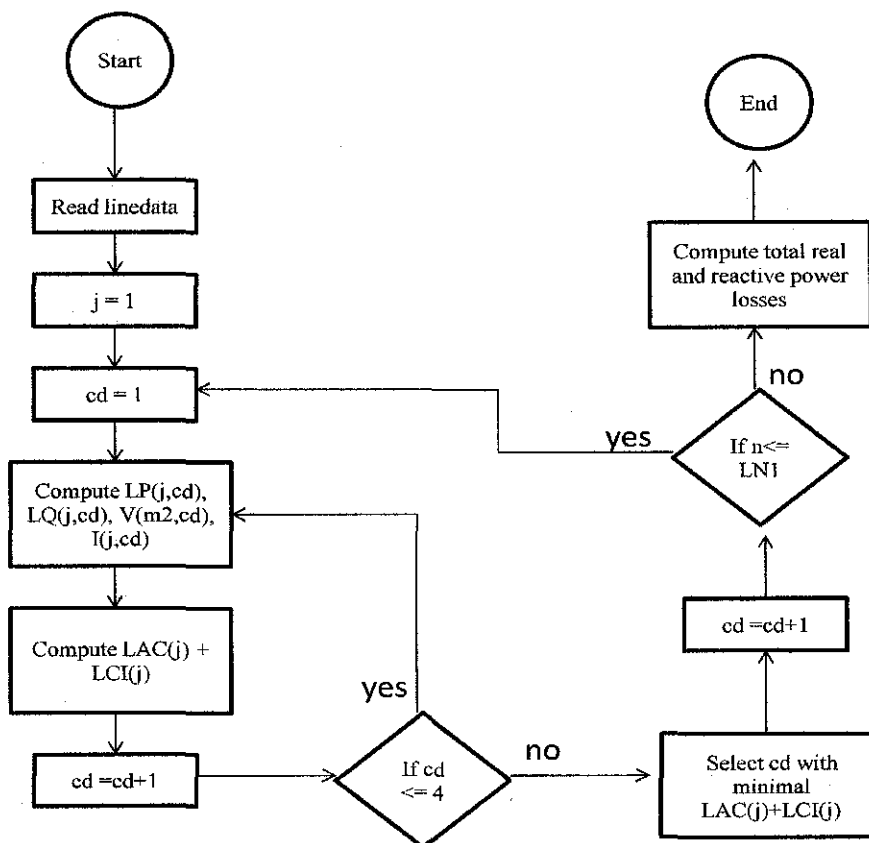 Start
Read linedata
j = 1
cd = 1
Compute LP(j,cd),
LQ(j,cd), V(m2,cd),
I(j,cd)
Compute LAC(j) +
LCI(j)
cd =cd+1
If cd
<= 4
yes
no
Select cd with
minimal
LAC(j)+LCI(j)
cd =cd+1
If n<=
LN1
yes
no
Compute total real
and reactive power
losses
End